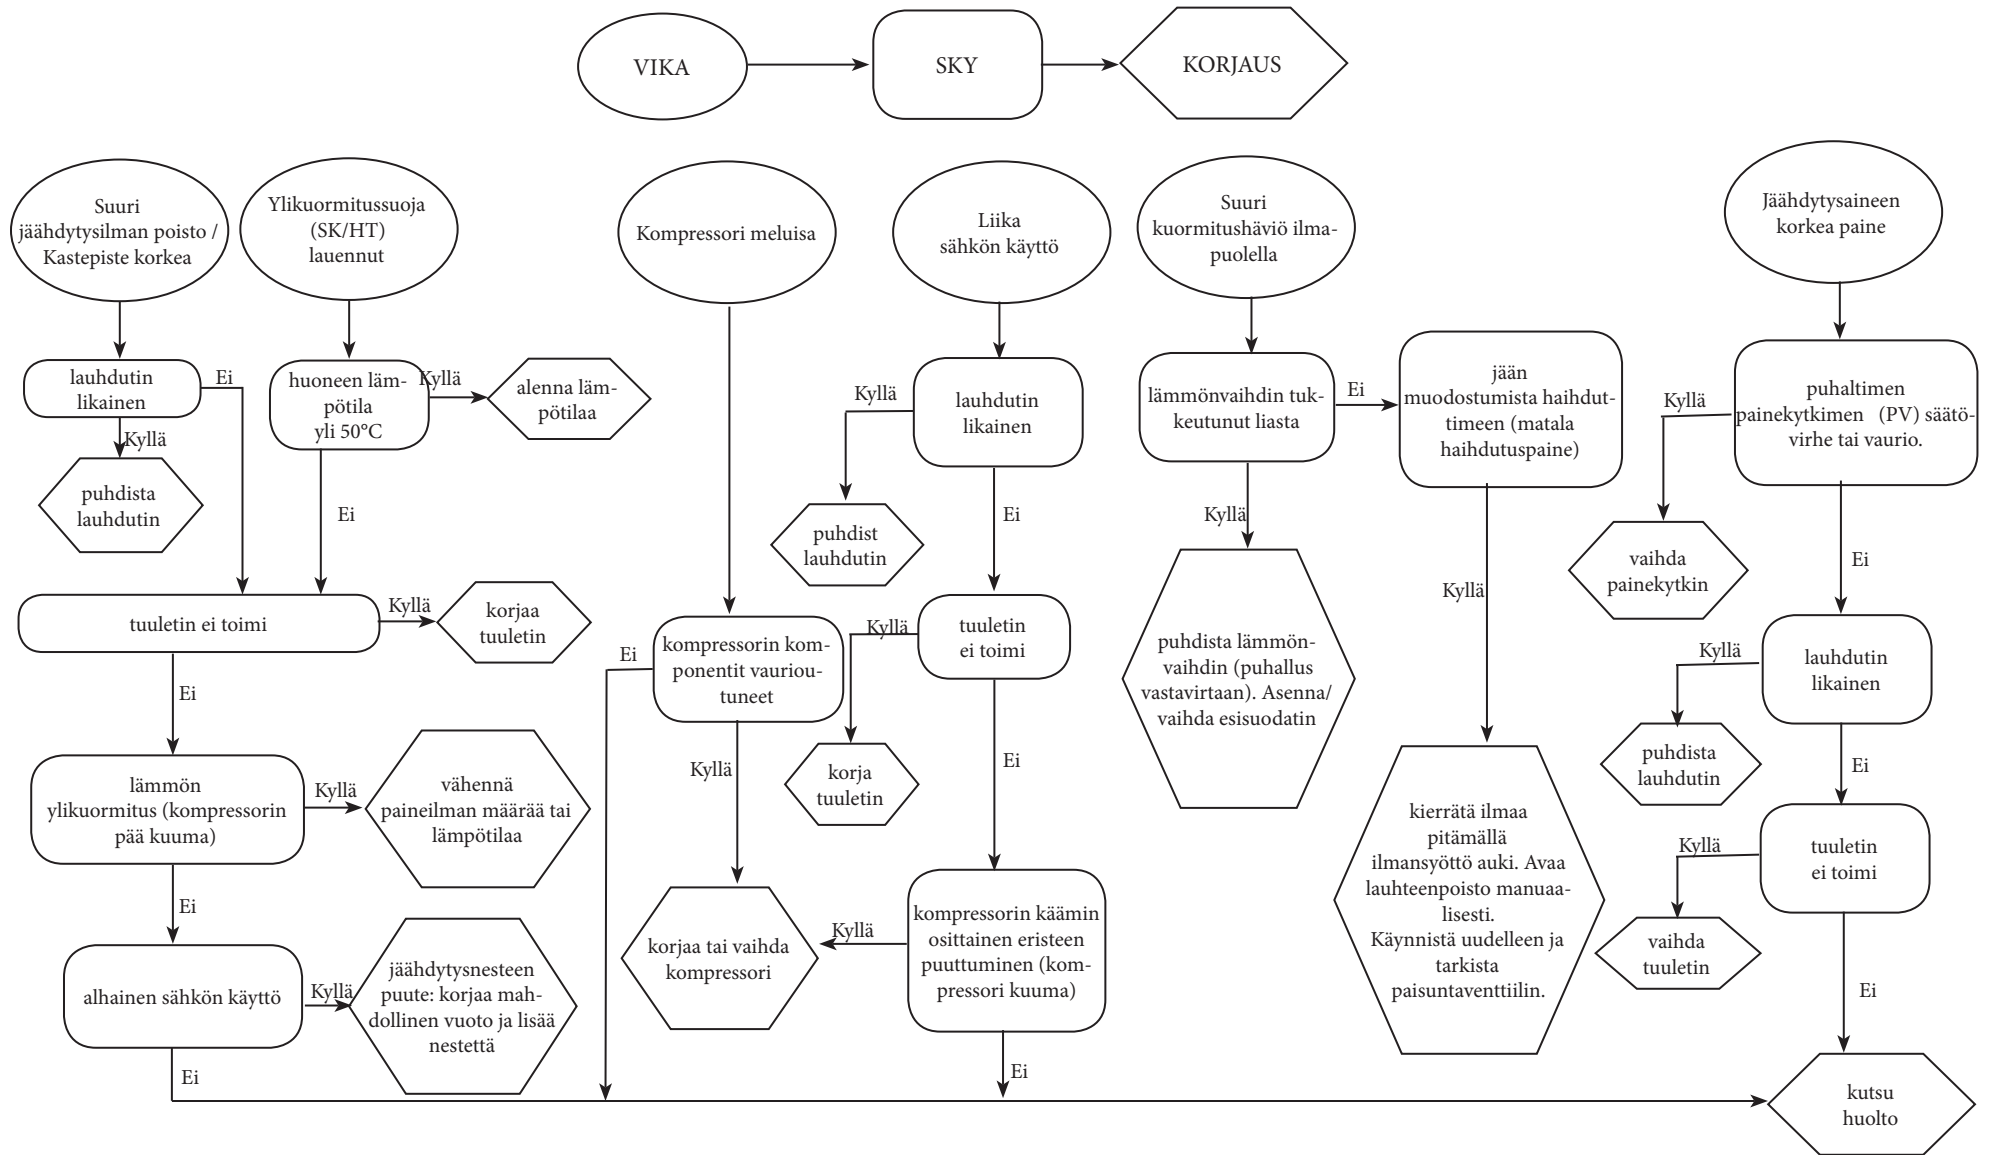 VIKA
SKY
KORJAUS
Suuri
jäähdytysilman poisto /
Kastepiste korkea
Ylikuormitussuoja
(SK/HT)
lauennut
Kompressori meluisa
Liika
sähkön käyttö
Suuri
kuormitushäviö ilma-
puolella
Jäähdytysaineen
korkea paine
lauhdutin
likainen
Ei
Kyllä
puhdista
lauhdutin
huoneen läm-
pötila
yli 50°C
Kyllä
alenna läm-
pötilaa
Ei
tuuletin ei toimi
Kyllä
korjaa
tuuletin
Ei
lämmön
ylikuormitus (kompressorin
pää kuuma)
Kyllä
vähennä
paineilman määrää tai
lämpötilaa
Ei
alhainen sähkön käyttö
Kyllä
jäähdytysnesteen
puute: korjaa mah-
dollinen vuoto ja lisää
nestettä
Ei
kompressorin kom-
ponentit vauriou-
tuneet
Ei
Kyllä
korjaa tai vaihda
kompressori
lauhdutin
likainen
Kyllä
puhdist
lauhdutin
Ei
tuuletin
ei toimi
Kyllä
korja
tuuletin
Ei
kompressorin käämin
osittainen eristeen
puuttuminen (kom-
pressori kuuma)
Kyllä
Ei
lämmönvaihdin tuk-
keutunut liasta
Ei
Kyllä
puhdista lämmön-
vaihdin (puhallus
vastavirtaan). Asenna/
vaihda esisuodatin
jään
muodostumista haihdut-
timeen (matala
haihdutuspaine)
Kyllä
kierrätä ilmaa
pitämällä
ilmansyöttö auki. Avaa
lauhteenpoisto manuaa-
lisesti.
Käynnistä uudelleen ja
tarkista
paisuntaventtiilin.
puhaltimen
painekytkimen (PV) säätö-
virhe tai vaurio.
Kyllä
vaihda
painekytkin
Ei
lauhdutin
likainen
Kyllä
puhdista
lauhdutin
Ei
tuuletin
ei toimi
Kyllä
vaihda
tuuletin
Ei
kutsu
huolto